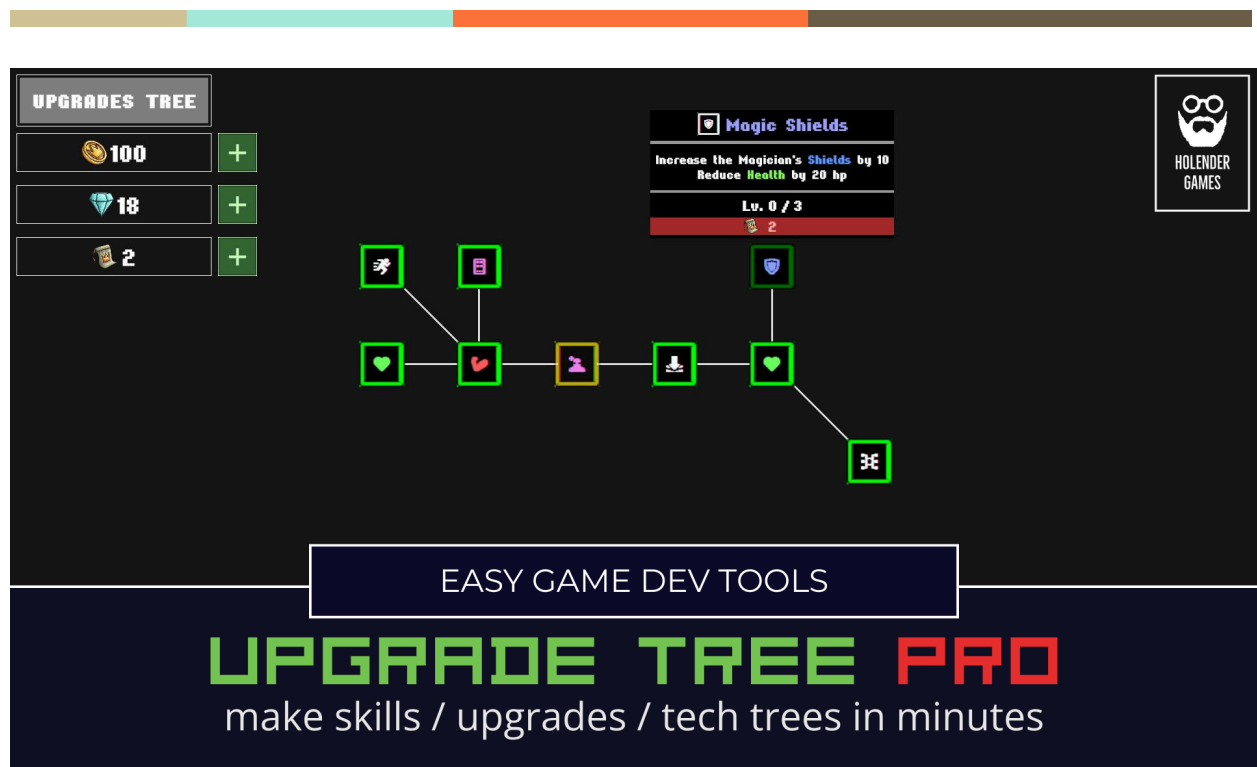 UPGRADES TREE
100
+
18
+
2
+
Magic Shields
Increase the Magician's Shields by 10
Reduce Health by 20 hp
Lv. 0 / 3
2
HOLENDER
GAMES
EASY GAME DEV TOOLS
UPGRADE TREE PRO
make skills / upgrades / tech trees in minutes